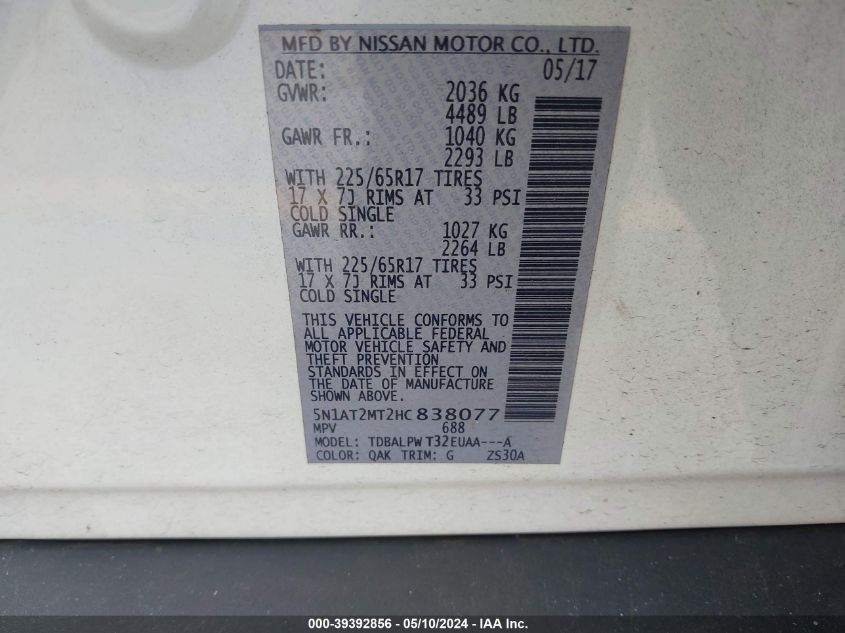 MFD BY NISSAN MOTOR CO., LTD.
DATE: 05/17
GVWR: 2036 KG
4489 LB
GAWR FR.: 1040 KG
2293 LB
WITH 225/65R17 TIRES
17 X 7J RIMS AT 33 PSI
COLD SINGLE
GAWR RR.: 1027 KG
2264 LB
WITH 225/65R17 TIRES
17 X 7J RIMS AT 33 PSI
COLD SINGLE
THIS VEHICLE CONFORMS TO
ALL APPLICABLE FEDERAL
MOTOR VEHICLE SAFETY AND
THEFT PREVENTION
STANDARDS IN EFFECT ON
THE DATE OF MANUFACTURE
SHOWN ABOVE.
5N1AT2MT2HC838077
MPV 688
MODEL: TDBALPW T32EUAA---A
COLOR: QAK TRIM: G ZS30A
000-39392856 - 05/10/2024 - IAA Inc.